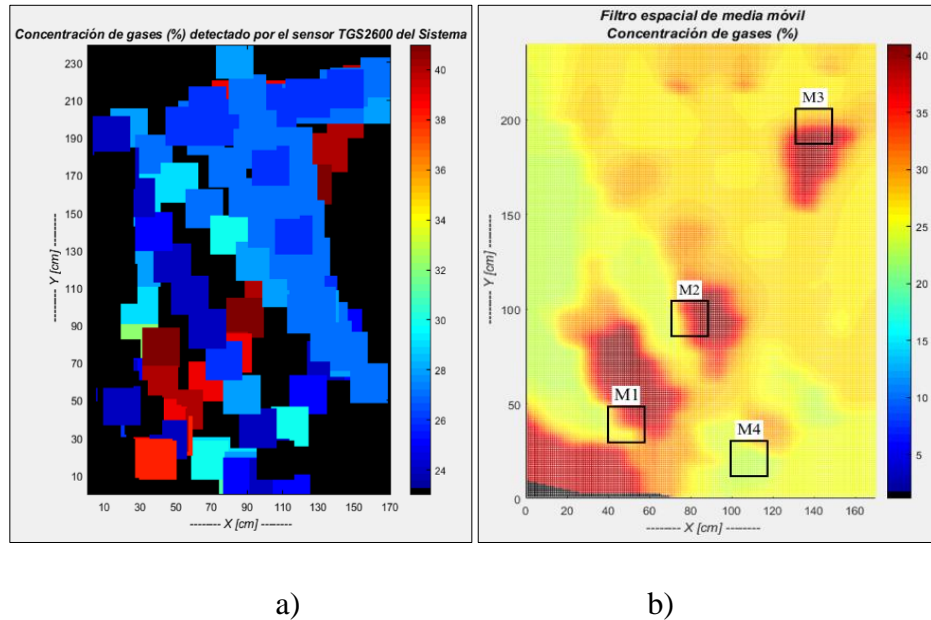 Concentración de gases (%) detectado por el sensor TGS2600 del Sistema
230
210
190
170
150
130
110
90
70
50
30
10
-------- Y [cm] --------
10 30 50 70 90 110 130 150 170
-------- X [cm] --------
40
38
36
34
32
30
28
26
24
Filtro espacial de media móvil
Concentración de gases (%)
200
150
100
50
0
-------- Y [cm] --------
0 20 40 60 80 100 120 140 160
-------- X [cm] --------
M3
M2
M1
M4
40
35
30
25
20
15
10
5
a)
b)